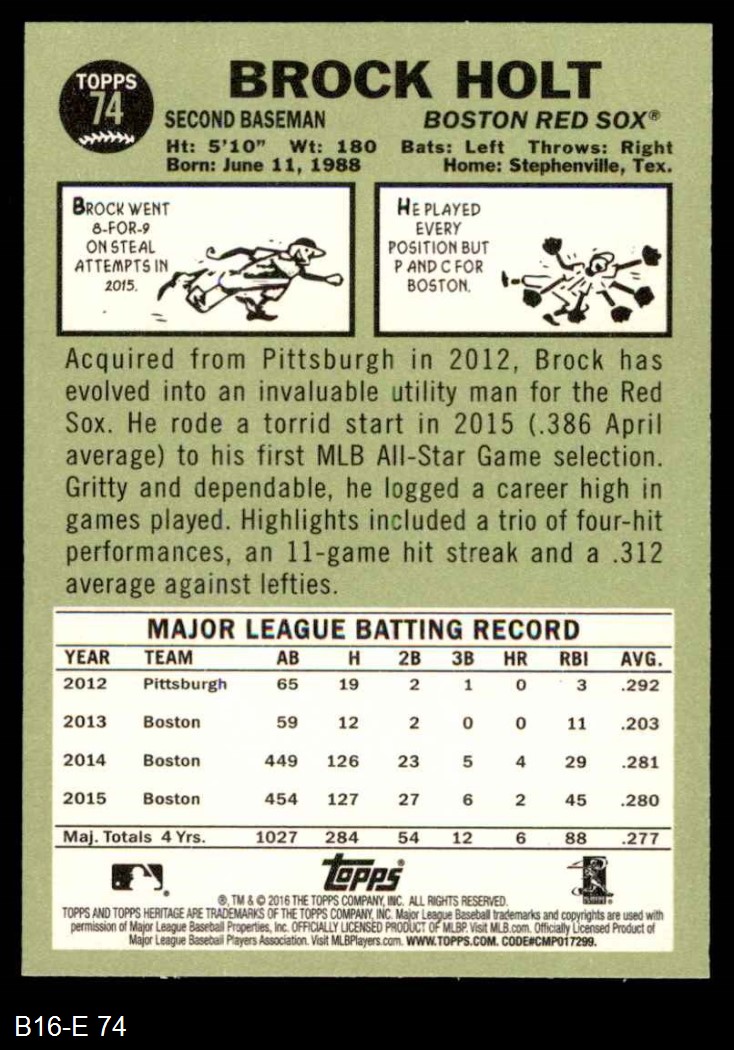 TOPPS
74
BROCK HOLT
SECOND BASEMAN BOSTON RED SOX®
Ht: 5'10" Wt: 180 Bats: Left Throws: Right
Born: June 11, 1988 Home: Stephenville, Tex.
BROCK WENT
8-FOR-9
ON STEAL
ATTEMPTS IN
2015.
HE PLAYED
EVERY
POSITION BUT
P AND C FOR
BOSTON.
Acquired from Pittsburgh in 2012, Brock has
evolved into an invaluable utility man for the Red
Sox. He rode a torrid start in 2015 (.386 April
average) to his first MLB All-Star Game selection.
Gritty and dependable, he logged a career high in
games played. Highlights included a trio of four-hit
performances, an 11-game hit streak and a .312
average against lefties.
MAJOR LEAGUE BATTING RECORD
YEAR TEAM AB H 2B 3B HR RBI AVG.
2012 Pittsburgh 65 19 2 1 0 3 .292
2013 Boston 59 12 2 0 0 11 .203
2014 Boston 449 126 23 5 4 29 .281
2015 Boston 454 127 27 6 2 45 .280
Maj. Totals 4 Yrs. 1027 284 54 12 6 88 .277
topps®
®, TM & © 2016 THE TOPPS COMPANY, INC. ALL RIGHTS RESERVED.
TOPPS AND TOPPS HERITAGE ARE TRADEMARKS OF THE TOPPS COMPANY, INC. Major League Baseball trademarks and copyrights are used with
permission of Major League Baseball Properties, Inc. OFFICIALLY LICENSED PRODUCT OF MLBP. Visit MLB.com. Officially Licensed Product of
Major League Baseball Players Association. Visit MLBPlayers.com. WWW.TOPPS.COM. CODE#CMP017299.
B16-E 74